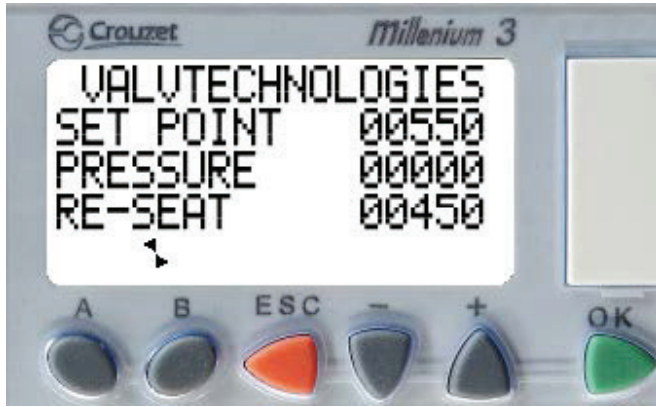 Crouzet millenium 3
VALVTECHNOLOGIES
SET POINT 00550
PRESSURE 00000
RE-SEAT 00450
A B ESC - + OK